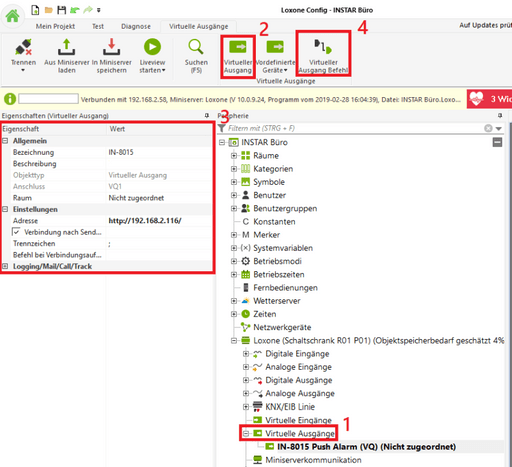 Loxone Config - INSTAR Büro
Mein Projekt Test Diagnose Virtuelle Ausgänge 2 4 Auf Updates prüf
Trennen Aus Miniserver laden In Miniserver speichern Liveview starten Suchen (F5) Virtueller Ausgang Vordefinierte Geräte Virtueller Ausgang Befehl
Virtuelle Ausgänge
Verbunden mit 192.168.2.58, Miniserver: Loxone (V 10.0.9.24, Programm vom 2019-02-28 16:04:39), Datei: INSTAR Büro.Loxo... 3 Wi
Eigenschaften (Virtueller Ausgang) 3 Peripherie
Eigenschaft Wert
Allgemein
Bezeichnung IN-8015
Beschreibung
Objekttyp Virtueller Ausgang
Anschluss VQ1
Raum Nicht zugeordnet
Einstellungen
Adresse http://192.168.2.116/
Verbindung nach Send...
Trennzeichen ;
Befehl bei Verbindungsauf...
Logging/Mail/Call/Track
Filtern mit (STRG + F)
INSTAR Büro
Räume
Kategorien
Symbole
Benutzer
Benutzergruppen
C Konstanten
M Merker
(×) Systemvariablen
Betriebsmodi
Betriebszeiten
Fernbedienungen
Wetterserver
Zeiten
Netzwerkgeräte
Loxone (Schaltschrank R01 P01) (Objektspeicherbedarf geschätzt 4%
Digitale Eingänge
Analoge Eingänge
Digitale Ausgänge
Analoge Ausgänge
KNX/EIB Linie
Virtuelle Eingänge
Virtuelle Ausgänge 1
IN-8015 Push Alarm (VQ) (Nicht zugeordnet)
Miniserverkommunikation